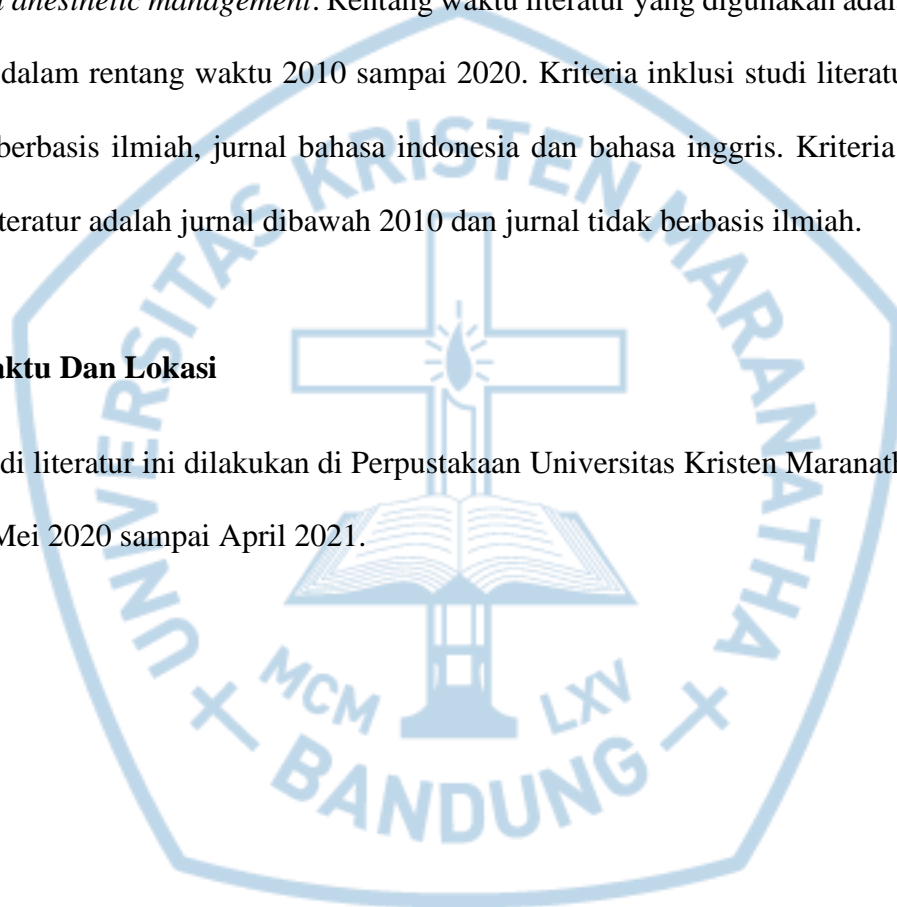 anesthetic management. Rentang waktu literatur yang digunakan adal
dalam rentang waktu 2010 sampai 2020. Kriteria inklusi studi literatu
berbasis ilmiah, jurnal bahasa indonesia dan bahasa inggris. Kriteria
teratur adalah jurnal dibawah 2010 dan jurnal tidak berbasis ilmiah.
aktu Dan Lokasi
di literatur ini dilakukan di Perpustakaan Universitas Kristen Maranath
Mei 2020 sampai April 2021.
UNIVERSITAS KRISTEN MARANATHA
MCM LXV
BANDUNG